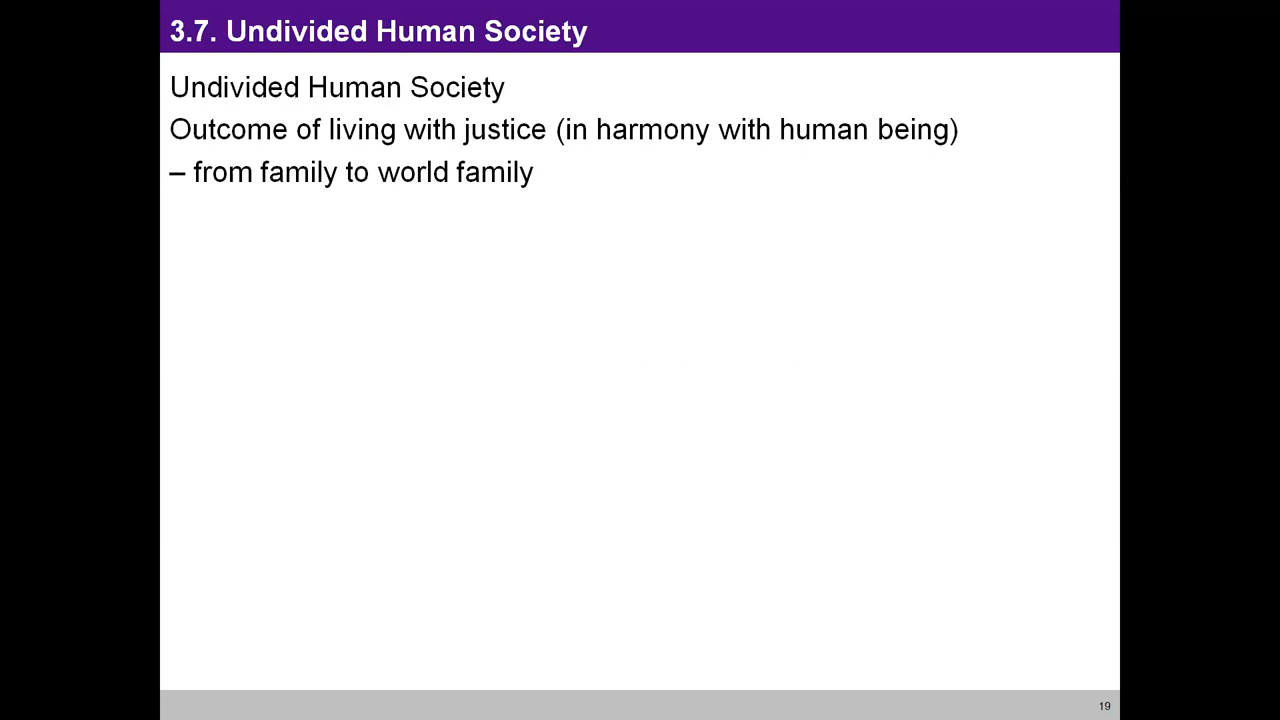 3.7. Undivided Human Society
Undivided Human Society
Outcome of living with justice (in harmony with human being)
– from family to world family
19